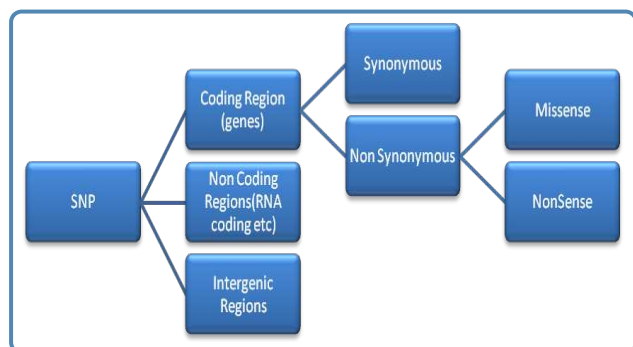 SNP
Coding Region
(genes)
Non Coding
Regions(RNA
coding etc)
Intergenic
Regions
Synonymous
Non Synonymous
Missense
NonSense